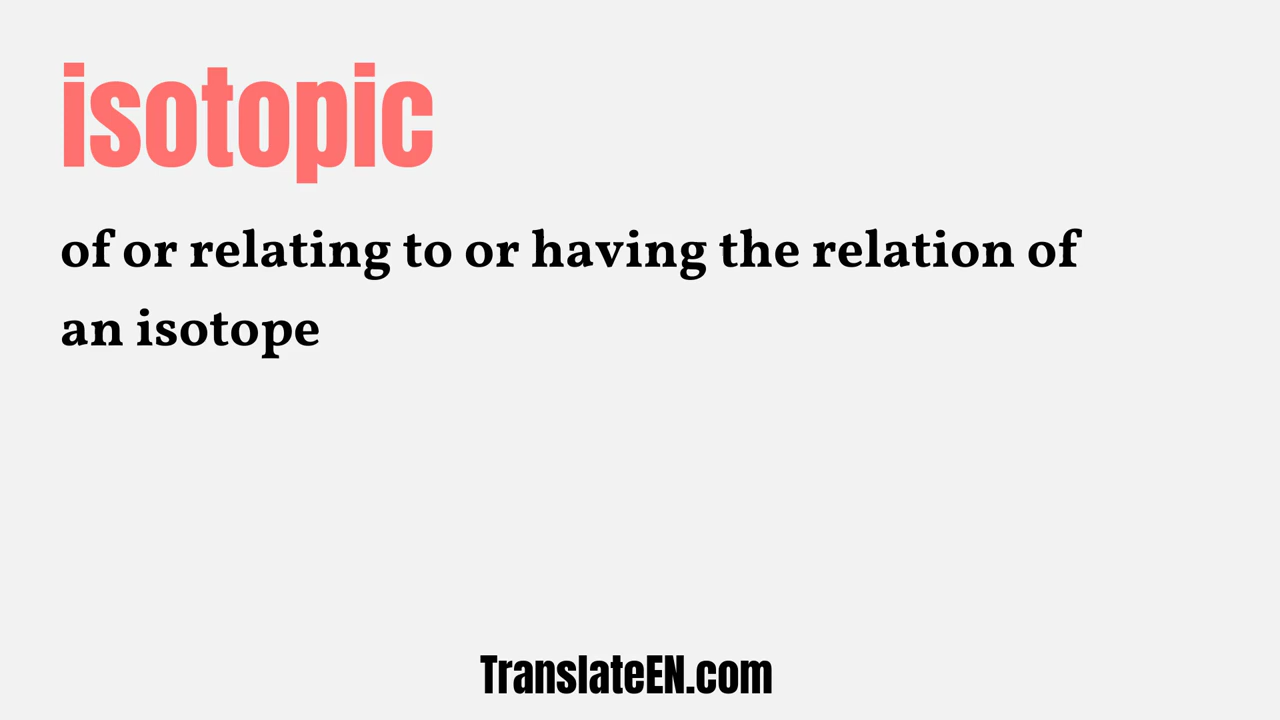 isotopic
of or relating to or having the relation of
an isotope
TranslateEN.com